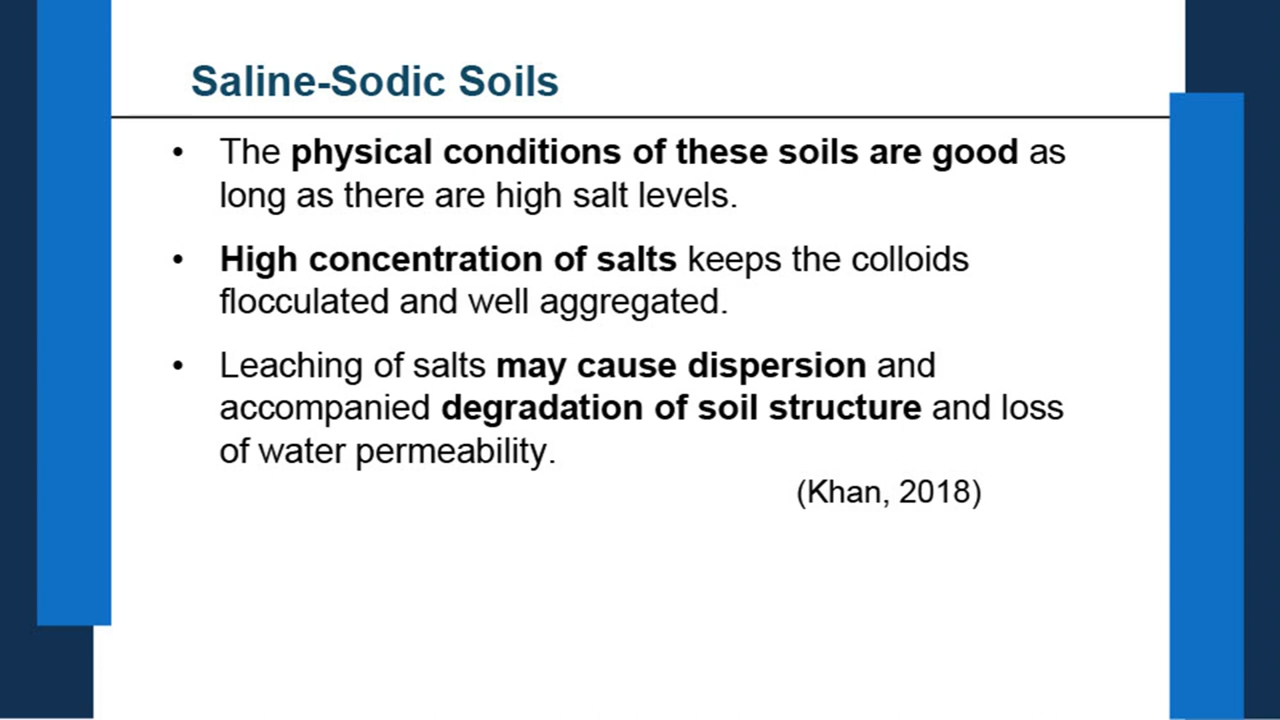 Saline-Sodic Soils
• The physical conditions of these soils are good as
long as there are high salt levels.
• High concentration of salts keeps the colloids
flocculated and well aggregated.
• Leaching of salts may cause dispersion and
accompanied degradation of soil structure and loss
of water permeability.
(Khan, 2018)